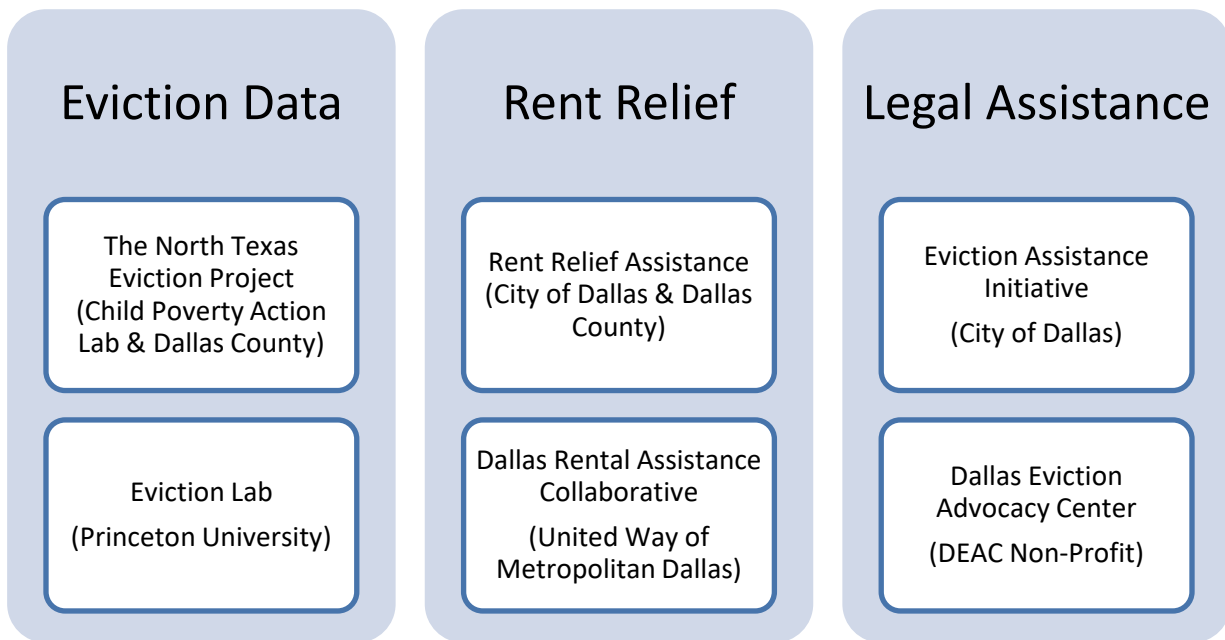 Eviction Data
The North Texas
Eviction Project
(Child Poverty Action
Lab & Dallas County)
Eviction Lab
(Princeton University)
Rent Relief
Rent Relief Assistance
(City of Dallas & Dallas
County)
Dallas Rental Assistance
Collaborative
(United Way of
Metropolitan Dallas)
Legal Assistance
Eviction Assistance
Initiative
(City of Dallas)
Dallas Eviction
Advocacy Center
(DEAC Non-Profit)